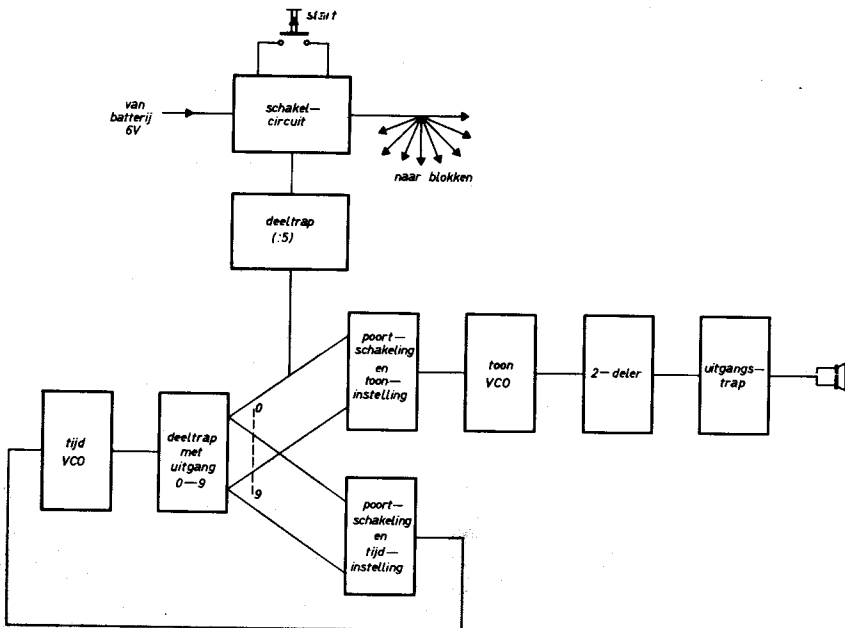 start
van
batterij
6V
schakel—
circuit
naar blokken
deeltrap
(:5)
poort—
schakeling
en
toon—
instelling
toon
VCO
2—deler
uitgangs—
trap
tijd
VCO
deeltrap
met
uitgang
0—9
0
9
poort—
schakeling
en
tijd—
instelling